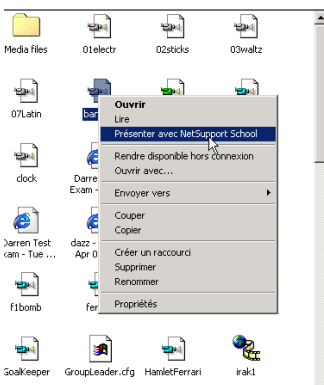 Media files
01electr
02sticks
03waltz
07Latin
Ouvrir
Lire
Présenter avec NetSupport School
Rendre disponible hors connexion
Ouvrir avec...
Envoyer vers
Couper
Copier
Créer un raccourci
Supprimer
Renommer
Propriétés
clock
Darre
Exam -
Darren Test
xam - Tue ...
dazz -
Apr 0
f1bomb
fer
GoalKeeper
GroupLeader.cfg
HamletFerrari
irak1